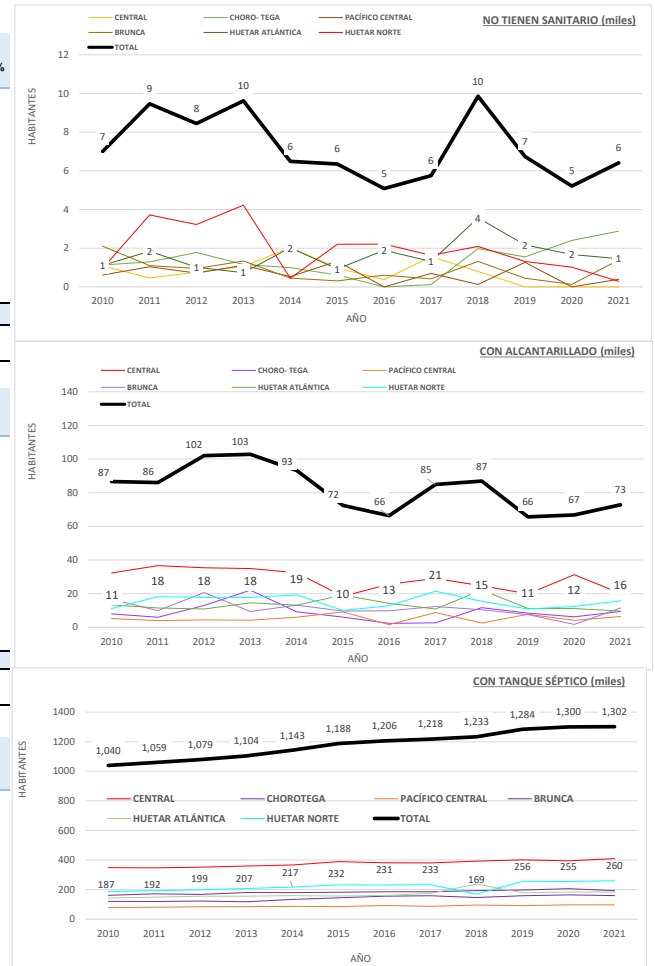 %
NO TIENEN SANITARIO (miles)
CENTRAL CHORO- TEGA PACÍFICO CENTRAL
BRUNCA HUETAR ATLÁNTICA HUETAR NORTE
TOTAL
HABITANTES
12
10
8
6
4
2
0
7 9 8 10 6 6 5 6 10 7 5 6
1 2 1 1 2 1 2 1 4 2 2 1
2010 2011 2012 2013 2014 2015 2016 2017 2018 2019 2020 2021
AÑO
CON ALCANTARILLADO (miles)
CENTRAL CHORO- TEGA PACÍFICO CENTRAL
BRUNCA HUETAR ATLÁNTICA HUETAR NORTE
TOTAL
HABITANTES
140
120
100
80
60
40
20
0
87 86 102 103 93 72 66 85 87 66 67 73
11 18 18 18 19 10 13 21 15 11 12 16
2010 2011 2012 2013 2014 2015 2016 2017 2018 2019 2020 2021
AÑO
CON TANQUE SÉPTICO (miles)
HABITANTES
1400
1200
1000
800
600
400
200
0
1,040 1,059 1,079 1,104 1,143 1,188 1,206 1,218 1,233 1,284 1,300 1,302
CENTRAL CHOROTEGA PACÍFICO CENTRAL BRUNCA
HUETAR ATLÁNTICA HUETAR NORTE TOTAL
187 192 199 207 217 232 231 233 169 256 255 260
2010 2011 2012 2013 2014 2015 2016 2017 2018 2019 2020 2021
AÑO